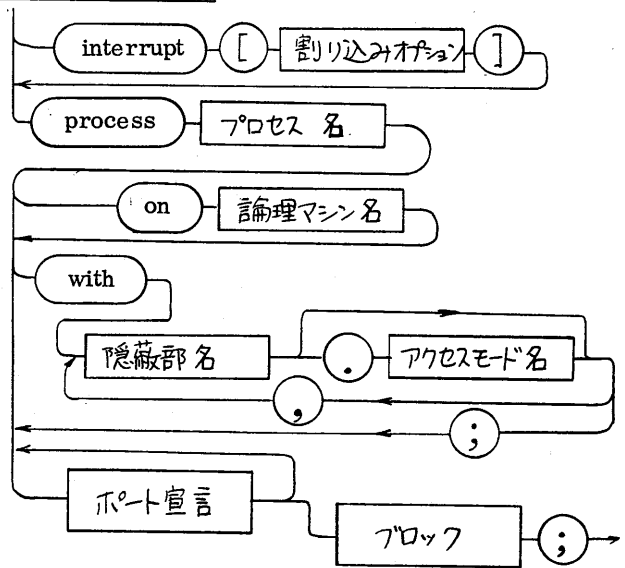 interrupt [ 割り込みオプション ]
process プロセス名
on 論理マシン名
with
隠蔽部名 . アクセスモード名
,
;
ポート宣言
ブロック ;